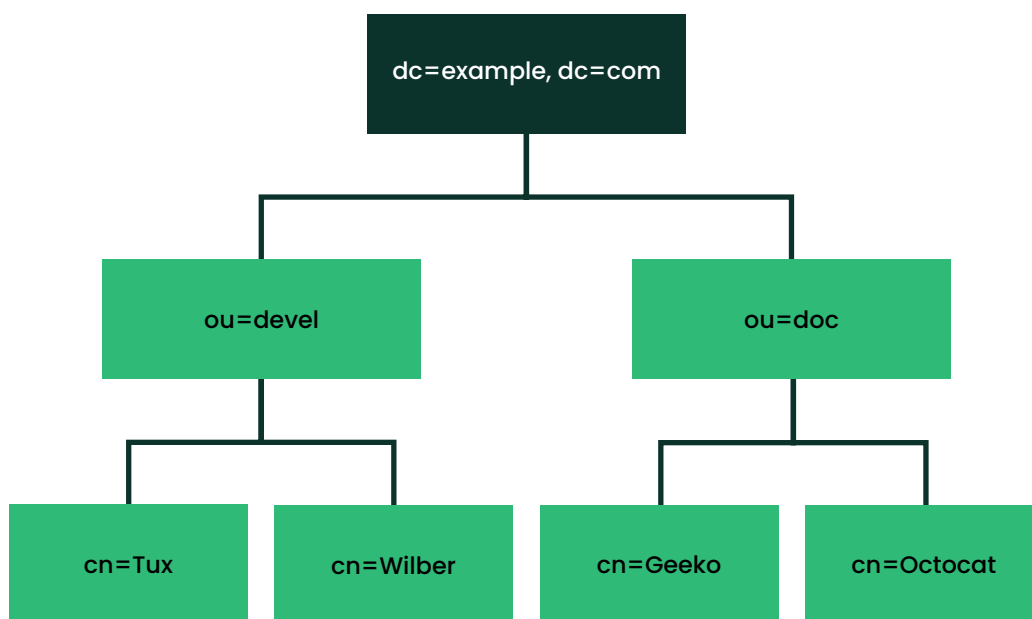 dc=example, dc=com
ou=devel
ou=doc
cn=Tux
cn=Wilber
cn=Geeko
cn=Octocat